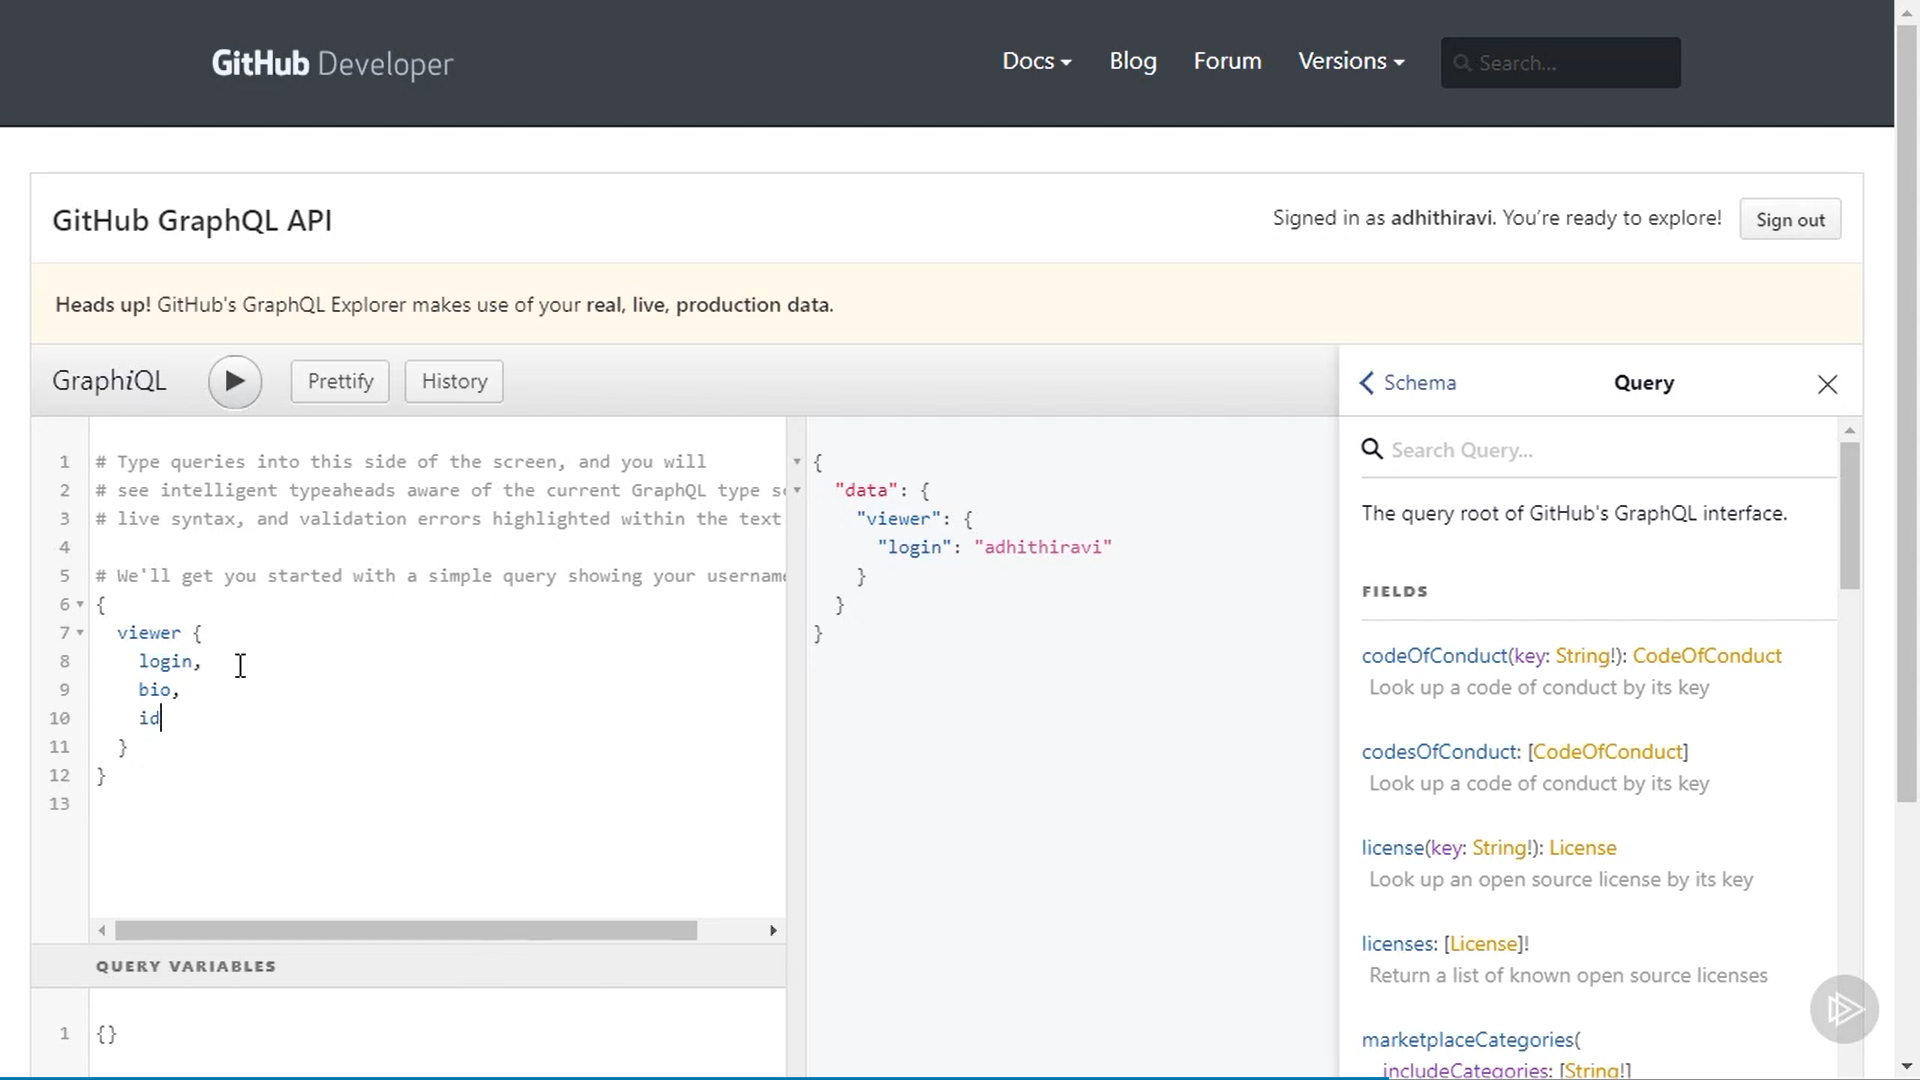 GitHub Developer
Docs
Blog
Forum
Versions
Search...
GitHub GraphQL API
Signed in as adhithiravi. You're ready to explore!
Sign out
Heads up! GitHub's GraphQL Explorer makes use of your real, live, production data.
GraphiQL
Prettify
History
1 # Type queries into this side of the screen, and you will
2 # see intelligent typeaheads aware of the current GraphQL type s
3 # live syntax, and validation errors highlighted within the text
4
5 # We'll get you started with a simple query showing your username
6 {
7 viewer {
8 login,
9 bio,
10 id
11 }
12 }
13
QUERY VARIABLES
1 {}
{
"data": {
"viewer": {
"login": "adhithiravi"
}
}
}
Schema
Query
Search Query...
The query root of GitHub's GraphQL interface.
FIELDS
codeOfConduct(key: String!): CodeOfConduct
Look up a code of conduct by its key
codesOfConduct: [CodeOfConduct]
Look up a code of conduct by its key
license(key: String!): License
Look up an open source license by its key
licenses: [License]!
Return a list of known open source licenses
marketplaceCategories(
includeCategories: [String!]